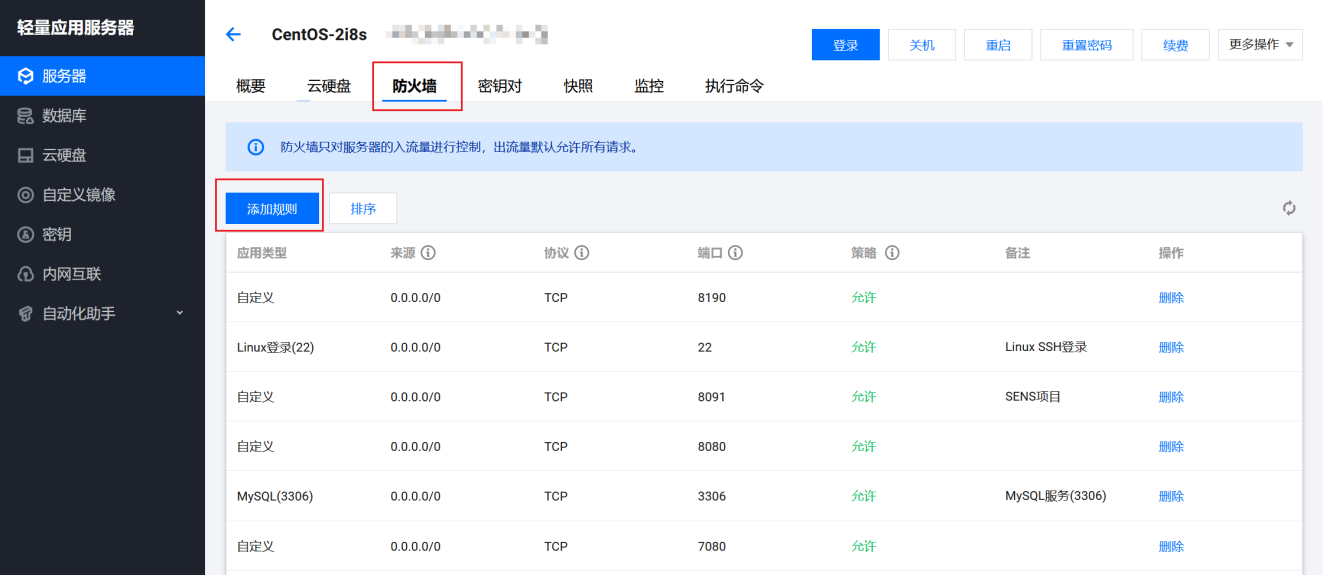 轻量应用服务器
服务器
数据库
云硬盘
自定义镜像
密钥
内网互联
自动化助手
CentOS-2i8s
登录 关机 重启 重置密码 续费 更多操作
概要 云硬盘 防火墙 密钥对 快照 监控 执行命令
防火墙只对服务器的入流量进行控制，出流量默认允许所有请求。
添加规则 排序
应用类型 来源 协议 端口 策略 备注 操作
自定义 0.0.0.0/0 TCP 8190 允许 删除
Linux登录(22) 0.0.0.0/0 TCP 22 允许 Linux SSH登录 删除
自定义 0.0.0.0/0 TCP 8091 允许 SENS项目 删除
自定义 0.0.0.0/0 TCP 8080 允许 删除
MySQL(3306) 0.0.0.0/0 TCP 3306 允许 MySQL服务(3306) 删除
自定义 0.0.0.0/0 TCP 7080 允许 删除